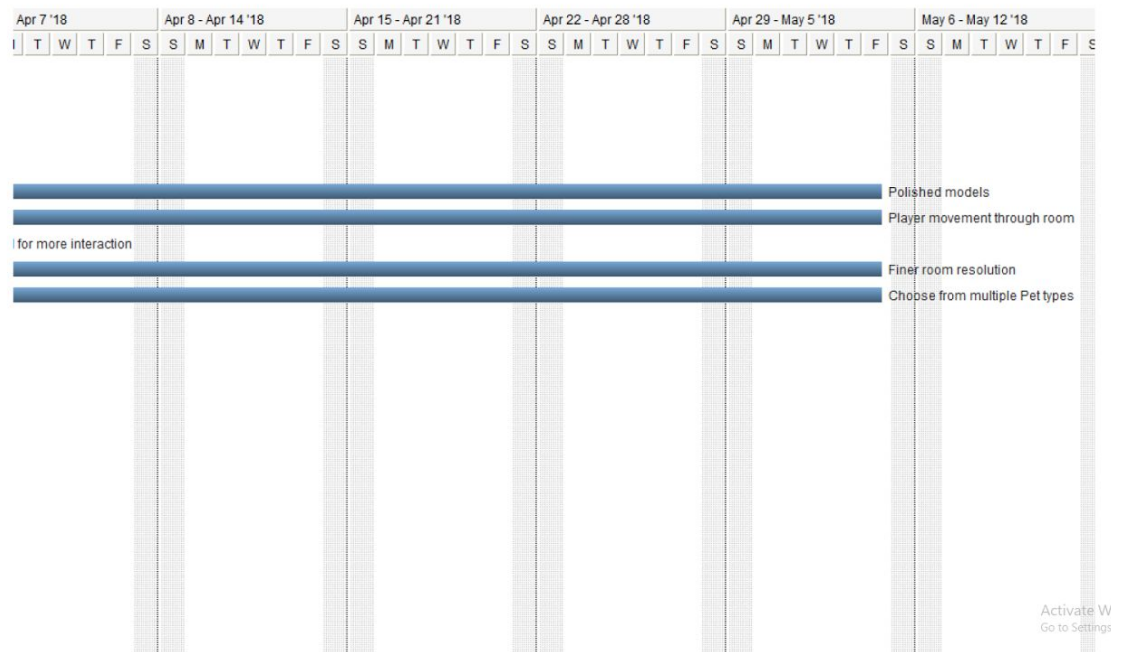 Apr 7 '18 Apr 8 - Apr 14 '18 Apr 15 - Apr 21 '18 Apr 22 - Apr 28 '18 Apr 29 - May 5 '18 May 6 - May 12 '18
T W T F S S M T W T F S S M T W T F S S M T W T F S S M T W T F S S M T W T F S
Polished models
Player movement through room
for more interaction
Finer room resolution
Choose from multiple Pet types
Activate W
Go to Settings